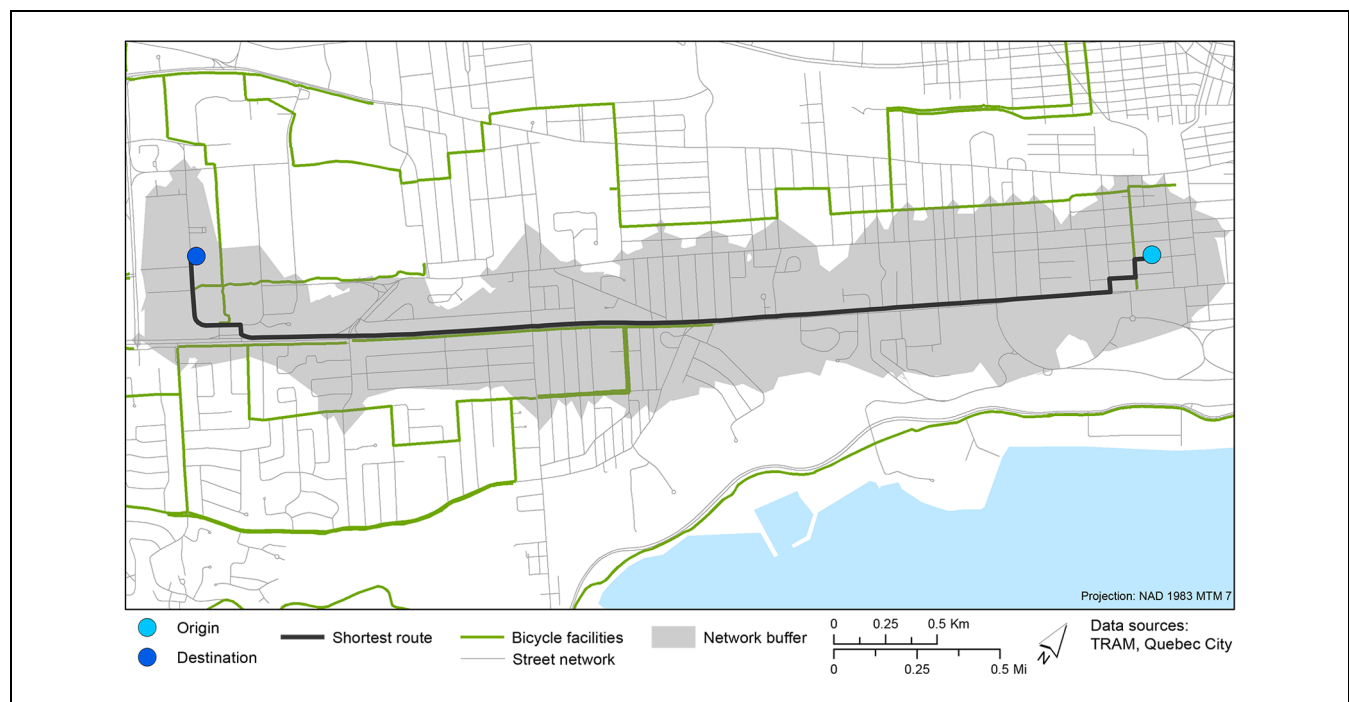 Projection: NAD 1983 MTM 7
Origin
Destination
Shortest route
Bicycle facilities
Street network
Network buffer
0 0.25 0.5 Km
0 0.25 0.5 Mi
N
Data sources:
TRAM, Quebec City